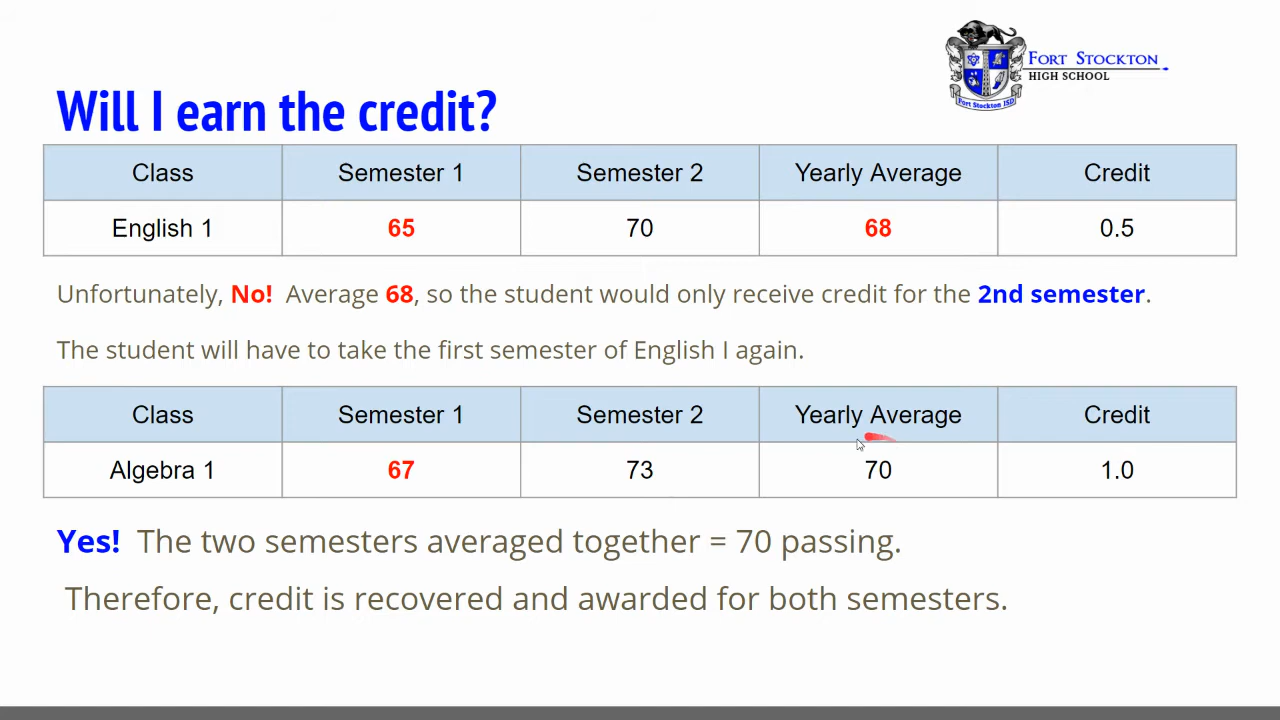 FORT STOCKTON
HIGH SCHOOL
Fort Stockton ISD
Will I earn the credit?
Class Semester 1 Semester 2 Yearly Average Credit
English 1 65 70 68 0.5
Unfortunately, No! Average 68, so the student would only receive credit for the 2nd semester.
The student will have to take the first semester of English I again.
Class Semester 1 Semester 2 Yearly Average Credit
Algebra 1 67 73 70 1.0
Yes! The two semesters averaged together = 70 passing.
Therefore, credit is recovered and awarded for both semesters.